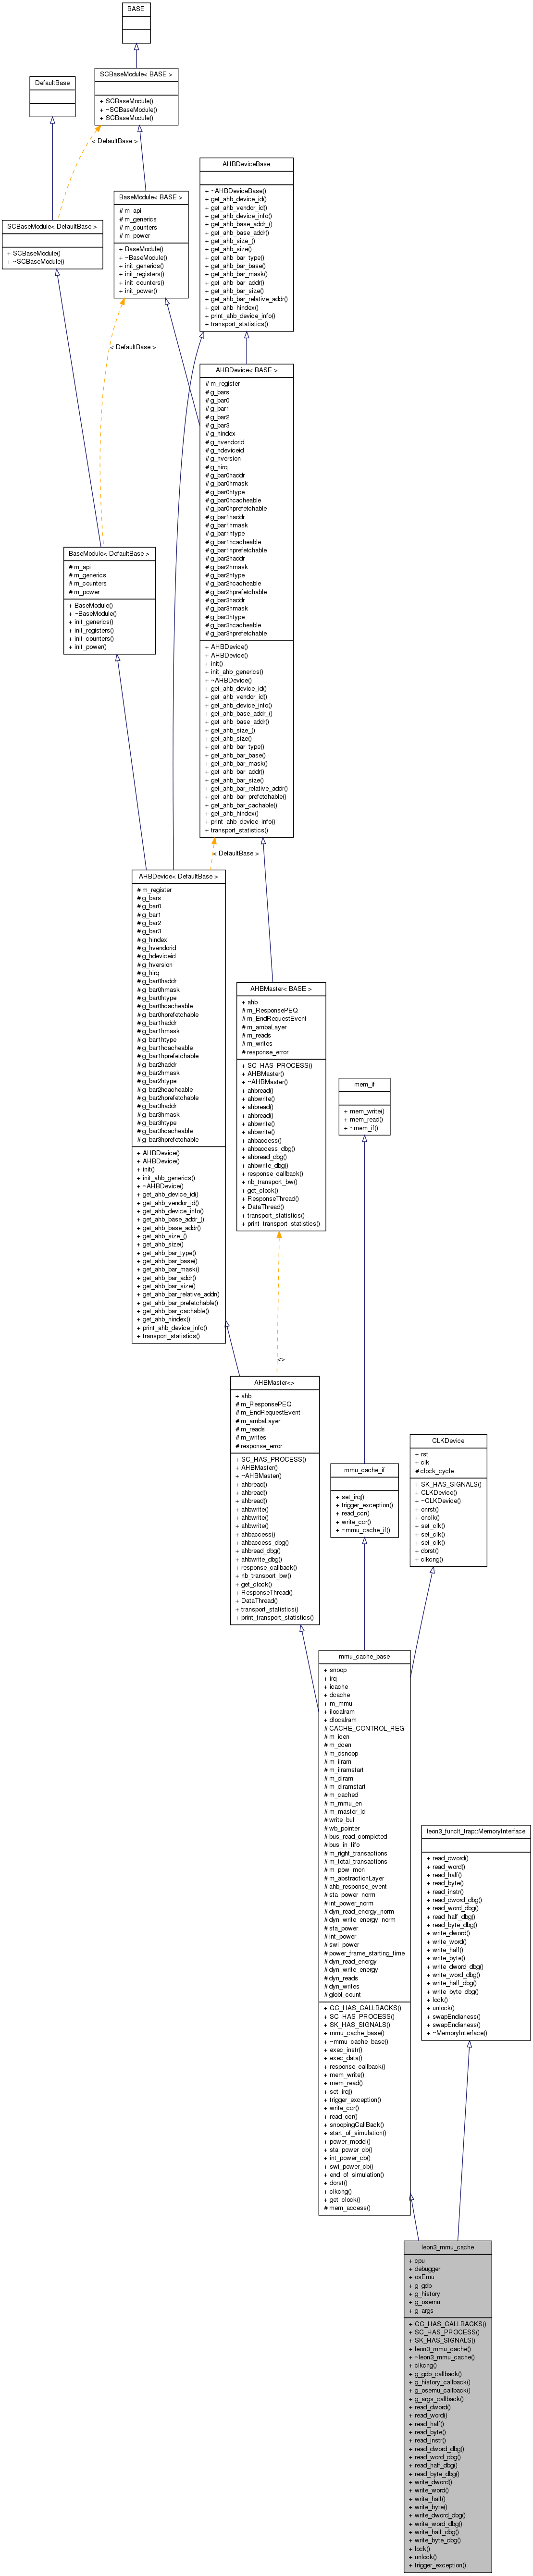 BASE
SCBaseModule< BASE >
+ SCBaseModule()
+ ~SCBaseModule()
+ SCBaseModule()
DefaultBase
< DefaultBase >
AHBDeviceBase
+ ~AHBDeviceBase()
+ get_ahb_device_id()
+ get_ahb_vendor_id()
+ get_ahb_device_info()
+ get_ahb_base_addr_()
+ get_ahb_base_addr()
+ get_ahb_size_()
+ get_ahb_size()
+ get_ahb_bar_type()
+ get_ahb_bar_base()
+ get_ahb_bar_mask()
+ get_ahb_bar_addr()
+ get_ahb_bar_size()
+ get_ahb_bar_relative_addr()
+ get_ahb_hindex()
+ print_ahb_device_info()
+ transport_statistics()
BaseModule< BASE >
# m_api
# m_generics
# m_counters
# m_power
+ BaseModule()
+ ~BaseModule()
+ init_generics()
+ init_registers()
+ init_counters()
+ init_power()
SCBaseModule< DefaultBase >
+ SCBaseModule()
+ ~SCBaseModule()
< DefaultBase >
AHBDevice< BASE >
# m_register
# g_bars
# g_bar0
# g_bar1
# g_bar2
# g_bar3
# g_hindex
# g_hvendorid
# g_hdeviceid
# g_hversion
# g_hirq
# g_bar0haddr
# g_bar0hmask
# g_bar0htype
# g_bar0hcacheable
# g_bar0hprefetchable
# g_bar1haddr
# g_bar1hmask
# g_bar1htype
# g_bar1hcacheable
# g_bar1hprefetchable
# g_bar2haddr
# g_bar2hmask
# g_bar2htype
# g_bar2hcacheable
# g_bar2hprefetchable
# g_bar3haddr
# g_bar3hmask
# g_bar3htype
# g_bar3hcacheable
# g_bar3hprefetchable
+ AHBDevice()
+ AHBDevice()
+ init()
+ init_ahb_generics()
+ ~AHBDevice()
+ get_ahb_device_id()
+ get_ahb_vendor_id()
+ get_ahb_device_info()
+ get_ahb_base_addr_()
+ get_ahb_base_addr()
+ get_ahb_size_()
+ get_ahb_size()
+ get_ahb_bar_type()
+ get_ahb_bar_base()
+ get_ahb_bar_mask()
+ get_ahb_bar_addr()
+ get_ahb_bar_size()
+ get_ahb_bar_relative_addr()
+ get_ahb_bar_prefetchable()
+ get_ahb_bar_cachable()
+ get_ahb_hindex()
+ print_ahb_device_info()
+ transport_statistics()
BaseModule< DefaultBase >
# m_api
# m_generics
# m_counters
# m_power
+ BaseModule()
+ ~BaseModule()
+ init_generics()
+ init_registers()
+ init_counters()
+ init_power()
< DefaultBase >
AHBDevice< DefaultBase >
# m_register
# g_bars
# g_bar0
# g_bar1
# g_bar2
# g_bar3
# g_hindex
# g_hvendorid
# g_hdeviceid
# g_hversion
# g_hirq
# g_bar0haddr
# g_bar0hmask
# g_bar0htype
# g_bar0hcacheable
# g_bar0hprefetchable
# g_bar1haddr
# g_bar1hmask
# g_bar1htype
# g_bar1hcacheable
# g_bar1hprefetchable
# g_bar2haddr
# g_bar2hmask
# g_bar2htype
# g_bar2hcacheable
# g_bar2hprefetchable
# g_bar3haddr
# g_bar3hmask
# g_bar3htype
# g_bar3hcacheable
# g_bar3hprefetchable
+ AHBDevice()
+ AHBDevice()
+ init()
+ init_ahb_generics()
+ ~AHBDevice()
+ get_ahb_device_id()
+ get_ahb_vendor_id()
+ get_ahb_device_info()
+ get_ahb_base_addr_()
+ get_ahb_base_addr()
+ get_ahb_size_()
+ get_ahb_size()
+ get_ahb_bar_type()
+ get_ahb_bar_base()
+ get_ahb_bar_mask()
+ get_ahb_bar_addr()
+ get_ahb_bar_size()
+ get_ahb_bar_relative_addr()
+ get_ahb_bar_prefetchable()
+ get_ahb_bar_cachable()
+ get_ahb_hindex()
+ print_ahb_device_info()
+ transport_statistics()
AHBMaster< BASE >
+ ahb
# m_ResponsePEQ
# m_EndRequestEvent
# m_ambaLayer
# m_reads
# m_writes
# response_error
+ SC_HAS_PROCESS()
+ AHBMaster()
+ ~AHBMaster()
+ ahbread()
+ ahbwrite()
+ ahbread()
+ ahbread()
+ ahbwrite()
+ ahbwrite()
+ ahbaccess()
+ ahbaccess_dbg()
+ ahbread_dbg()
+ ahbwrite_dbg()
+ response_callback()
+ nb_transport_bw()
+ get_clock()
+ ResponseThread()
+ DataThread()
+ transport_statistics()
+ print_transport_statistics()
mem_if
+ mem_write()
+ mem_read()
+ ~mem_if()
<>
AHBMaster<>
+ ahb
# m_ResponsePEQ
# m_EndRequestEvent
# m_ambaLayer
# m_reads
# m_writes
# response_error
+ SC_HAS_PROCESS()
+ AHBMaster()
+ ~AHBMaster()
+ ahbread()
+ ahbread()
+ ahbread()
+ ahbwrite()
+ ahbwrite()
+ ahbwrite()
+ ahbaccess()
+ ahbaccess_dbg()
+ ahbread_dbg()
+ ahbwrite_dbg()
+ response_callback()
+ nb_transport_bw()
+ get_clock()
+ ResponseThread()
+ DataThread()
+ transport_statistics()
+ print_transport_statistics()
mmu_cache_if
+ set_irq()
+ trigger_exception()
+ read_ccr()
+ write_ccr()
+ ~mmu_cache_if()
CLKDevice
+ rst
+ clk
# clock_cycle
+ SK_HAS_SIGNALS()
+ CLKDevice()
+ ~CLKDevice()
+ onrst()
+ onclk()
+ set_clk()
+ set_clk()
+ set_clk()
+ dorst()
+ clkcng()
mmu_cache_base
+ snoop
+ irq
+ icache
+ dcache
+ m_mmu
+ ilocalram
+ dlocalram
# CACHE_CONTROL_REG
# m_icen
# m_dcen
# m_dsnoop
# m_ilram
# m_ilramstart
# m_dlram
# m_dlramstart
# m_cached
# m_mmu_en
# m_master_id
# write_buf
# wb_pointer
# bus_read_completed
# bus_in_fifo
# m_right_transactions
# m_total_transactions
# m_pow_mon
# m_abstractionLayer
# ahb_response_event
# sta_power_norm
# int_power_norm
# dyn_read_energy_norm
# dyn_write_energy_norm
# sta_power
# int_power
# swi_power
# power_frame_starting_time
# dyn_read_energy
# dyn_write_energy
# dyn_reads
# dyn_writes
# globl_count
+ GC_HAS_CALLBACKS()
+ SC_HAS_PROCESS()
+ SK_HAS_SIGNALS()
+ mmu_cache_base()
+ ~mmu_cache_base()
+ exec_instr()
+ exec_data()
+ response_callback()
+ mem_write()
+ mem_read()
+ set_irq()
+ trigger_exception()
+ write_ccr()
+ read_ccr()
+ snoopingCallBack()
+ start_of_simulation()
+ power_model()
+ sta_power_cb()
+ int_power_cb()
+ swi_power_cb()
+ end_of_simulation()
+ dorst()
+ clkcng()
+ get_clock()
# mem_access()
leon3_funclt_trap::MemoryInterface
+ read_dword()
+ read_word()
+ read_half()
+ read_byte()
+ read_instr()
+ read_dword_dbg()
+ read_word_dbg()
+ read_half_dbg()
+ read_byte_dbg()
+ write_dword()
+ write_word()
+ write_half()
+ write_byte()
+ write_dword_dbg()
+ write_word_dbg()
+ write_half_dbg()
+ write_byte_dbg()
+ lock()
+ unlock()
+ swapEndianess()
+ swapEndianess()
+ ~MemoryInterface()
leon3_mmu_cache
+ cpu
+ debugger
+ osEmu
+ g_gdb
+ g_history
+ g_osemu
+ g_args
+ GC_HAS_CALLBACKS()
+ SC_HAS_PROCESS()
+ SK_HAS_SIGNALS()
+ leon3_mmu_cache()
+ ~leon3_mmu_cache()
+ clkcng()
+ g_gdb_callback()
+ g_history_callback()
+ g_osemu_callback()
+ g_args_callback()
+ read_dword()
+ read_word()
+ read_half()
+ read_byte()
+ read_instr()
+ read_dword_dbg()
+ read_word_dbg()
+ read_half_dbg()
+ read_byte_dbg()
+ write_dword()
+ write_word()
+ write_half()
+ write_byte()
+ write_dword_dbg()
+ write_word_dbg()
+ write_half_dbg()
+ write_byte_dbg()
+ lock()
+ unlock()
+ trigger_exception()